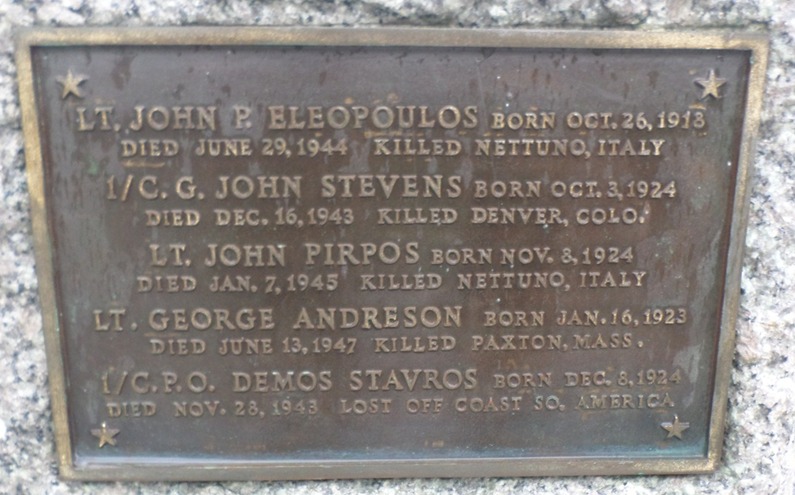 LT. JOHN P. ELEOPOULOS BORN OCT. 26, 1918
DIED JUNE 29, 1944 KILLED NETTUNO, ITALY
1/C. G. JOHN STEVENS BORN OCT. 3, 1924
DIED DEC. 16, 1943 KILLED DENVER, COLO.
LT. JOHN PIRPOS BORN NOV. 8, 1924
DIED JAN. 7, 1945 KILLED NETTUNO, ITALY
LT. GEORGE ANDRESON BORN JAN. 16, 1923
DIED JUNE 13, 1947 KILLED PAXTON, MASS.
1/C. P. O. DEMOS STAVROS BORN DEC. 8, 1924
DIED NOV. 28, 1943 LOST OFF COAST SO. AMERICA